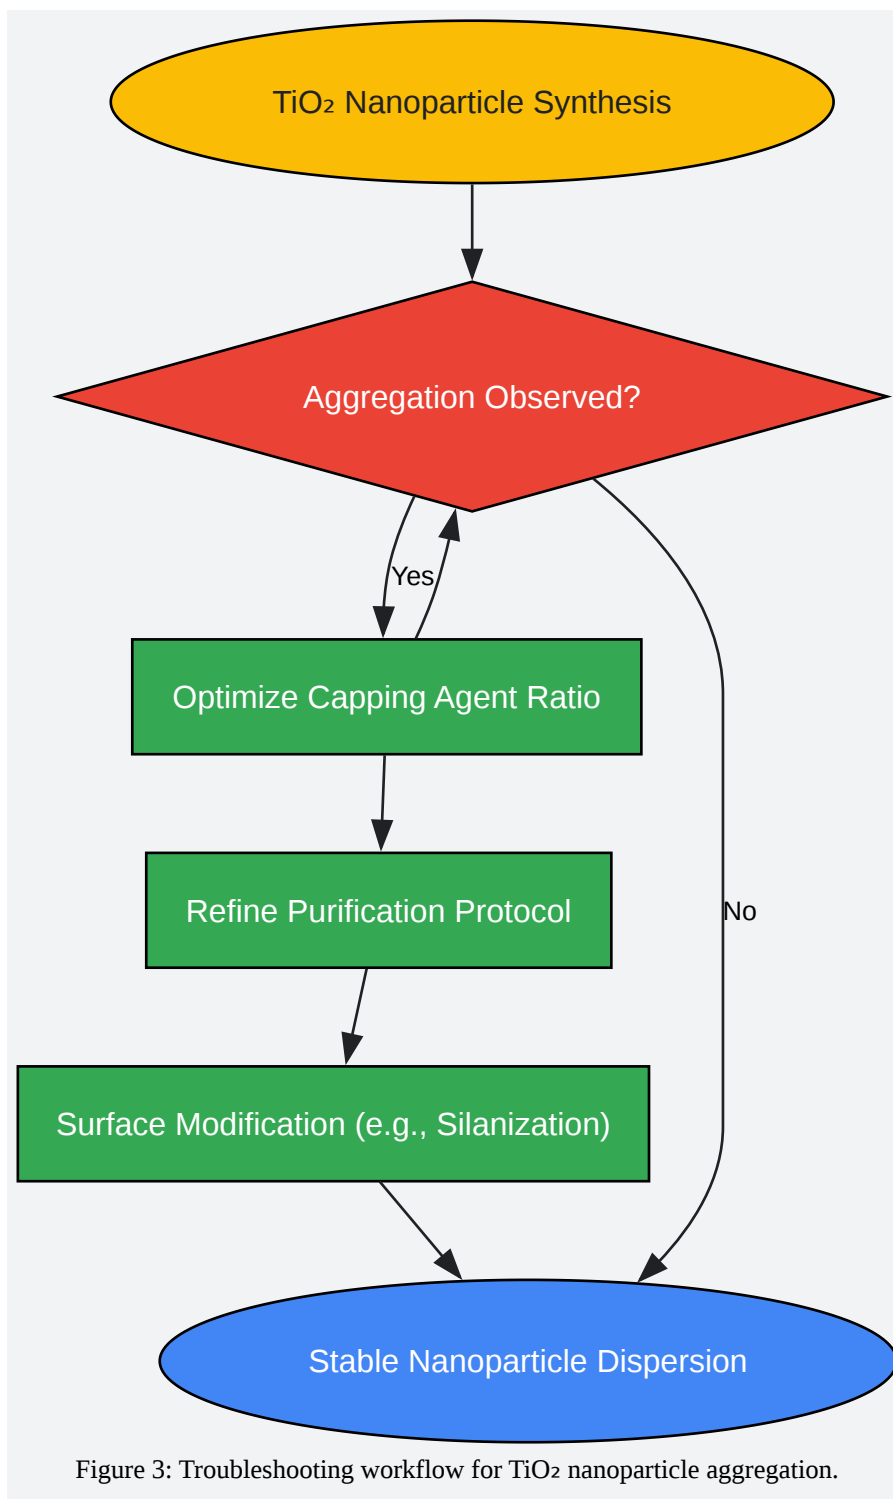 TiO₂ Nanoparticle Synthesis
Aggregation Observed?
Yes
Optimize Capping Agent Ratio
Refine Purification Protocol
No
Surface Modification (e.g., Silanization)
Stable Nanoparticle Dispersion
Figure 3: Troubleshooting workflow for TiO₂ nanoparticle aggregation.